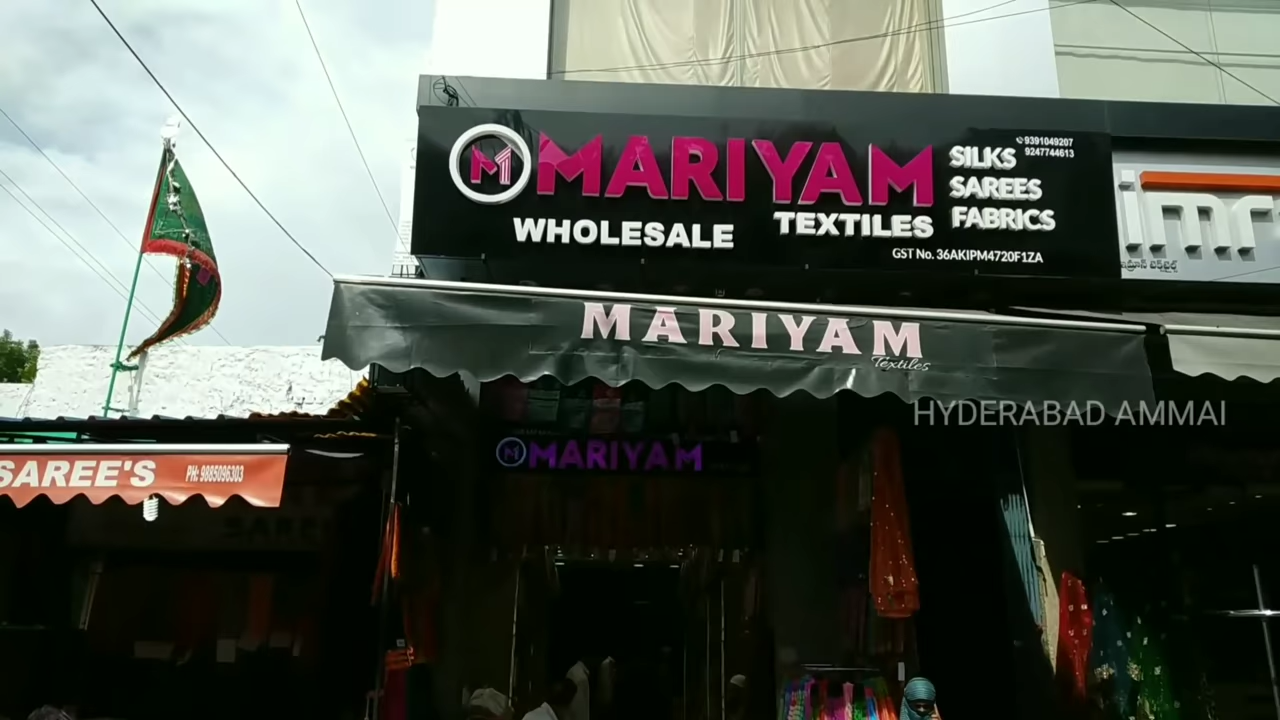 MARIYAM
WHOLESALE
TEXTILES
SILKS
SAREES
FABRICS
9391049207
9247744613
GST No. 36AKIPM4720F1ZA
MARIYAM
Textiles
MARIYAM
HYDERABAD AMMAI
SAREE'S
PH: 9885096303